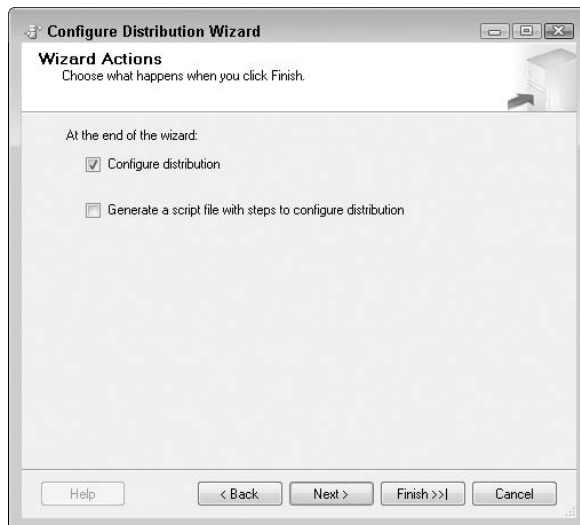 Configure Distribution Wizard
Wizard Actions
Choose what happens when you click Finish.
At the end of the wizard:
Configure distribution
Generate a script file with steps to configure distribution
Help
< Back
Next >
Finish >>|
Cancel